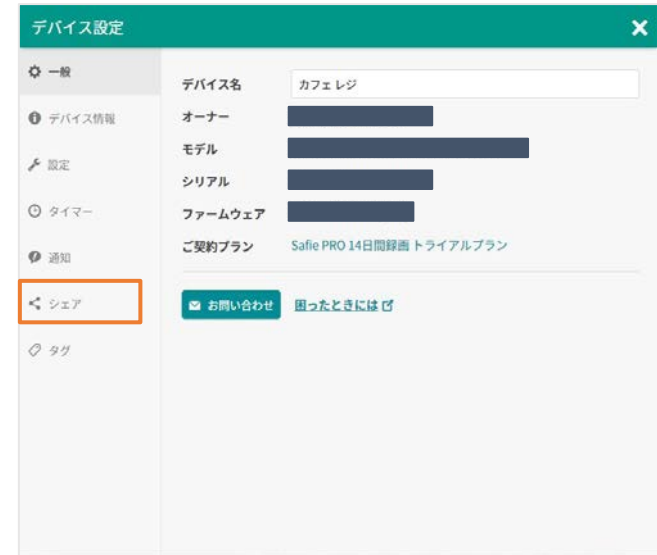 デバイス設定
一般
デバイス情報
設定
タイマー
通知
シェア
タグ
デバイス名 カフェ レジ
オーナー
モデル
シリアル
ファームウェア
ご契約プラン Safie PRO 14日間録画 トライアルプラン
お問い合わせ 困ったときには